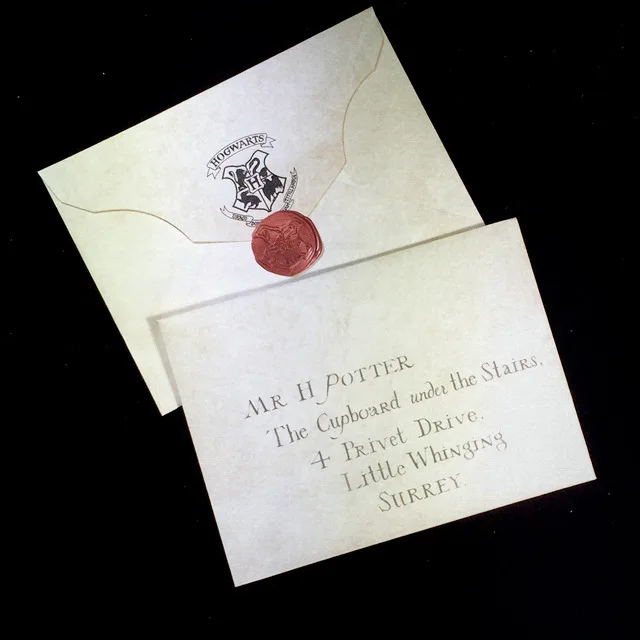 HOGWARTS
H
MR H POTTER
The Cupboard under the Stairs,
4 Privet Drive,
Little Whinging
SURREY.